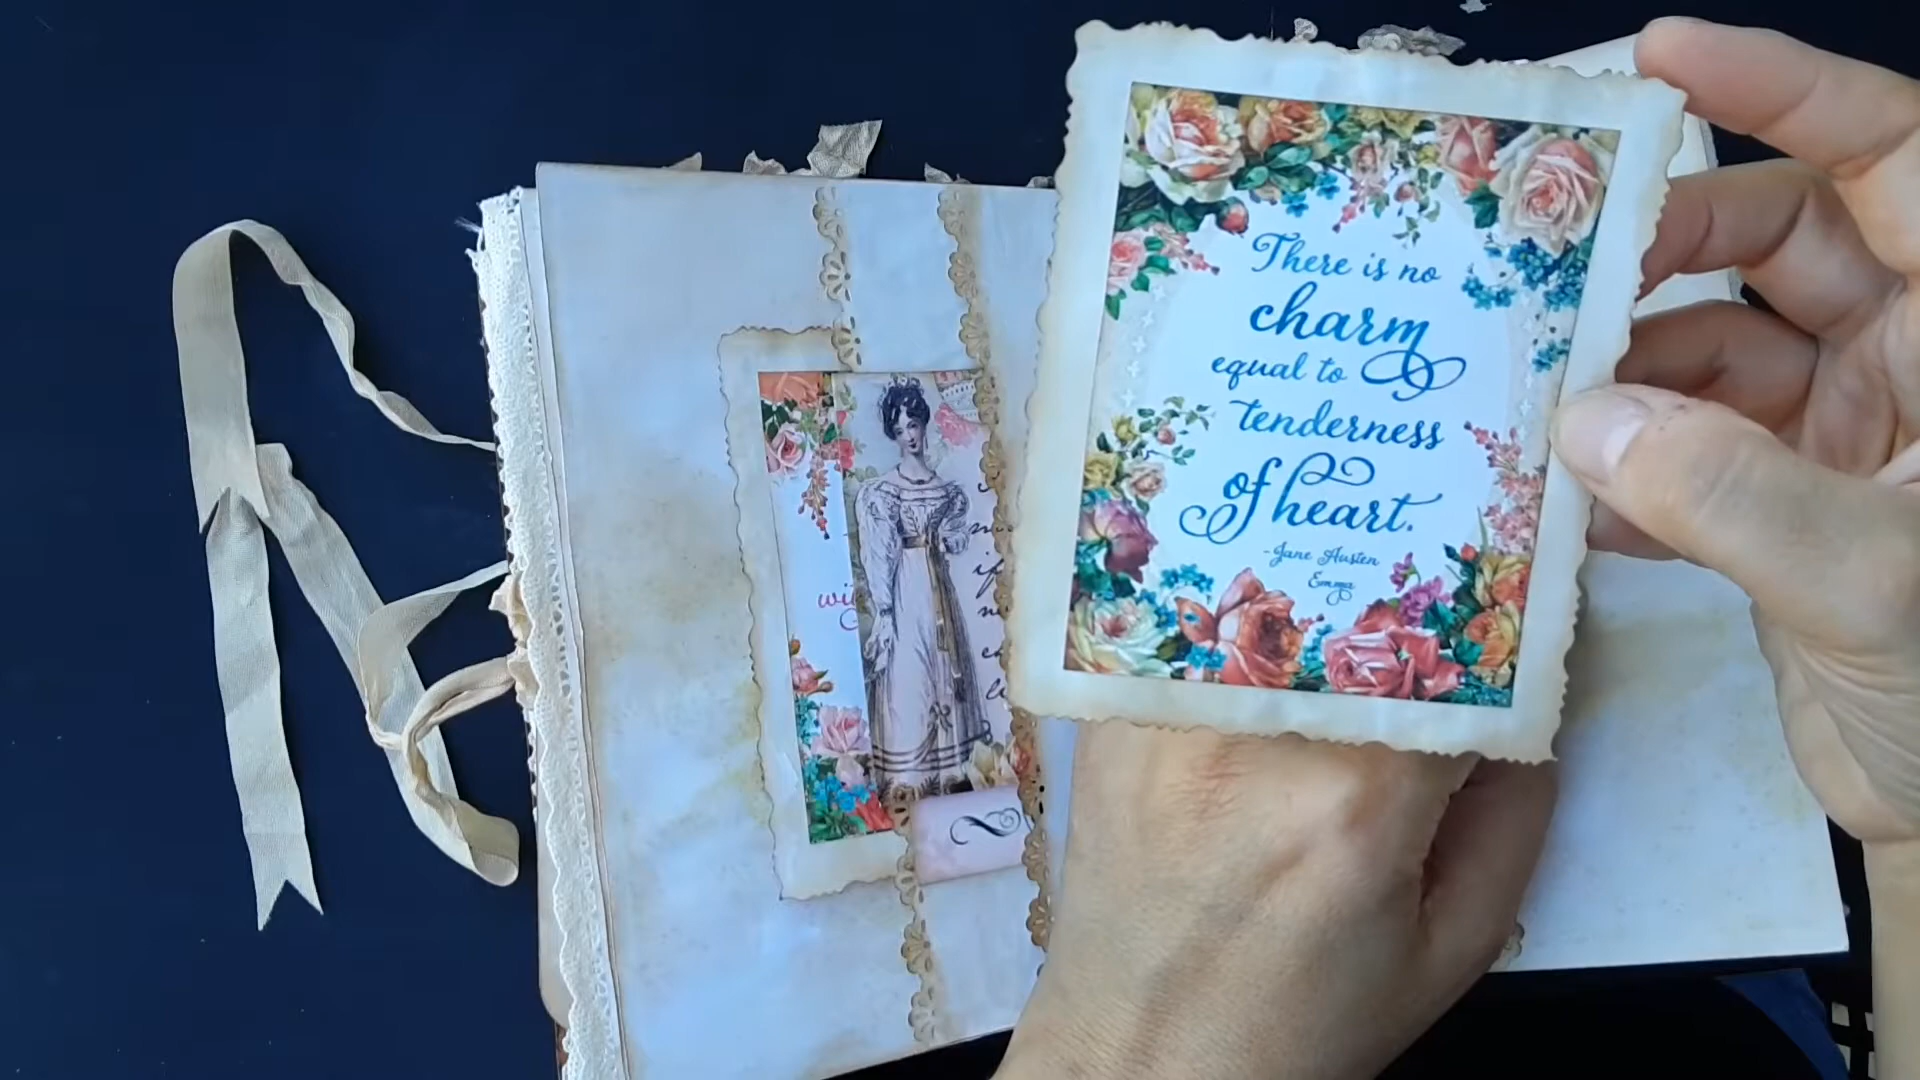 There is no
charm
equal to
tenderness
of heart.
-Jane Austen
Emma